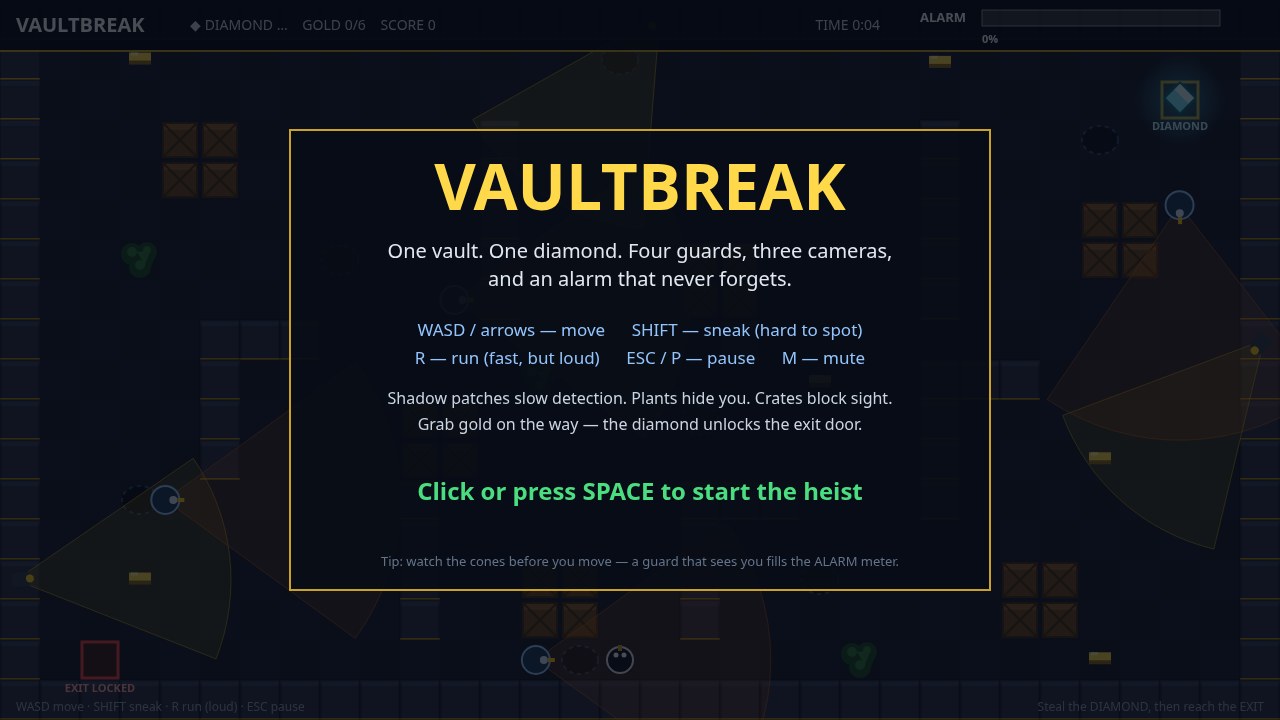 VAULTBREAK
◆ DIAMOND ... GOLD 0/6 SCORE 0
TIME 0:04
ALARM
0%
DIAMOND
VAULTBREAK
One vault. One diamond. Four guards, three cameras,
and an alarm that never forgets.
WASD / arrows — move SHIFT — sneak (hard to spot)
R — run (fast, but loud) ESC / P — pause M — mute
Shadow patches slow detection. Plants hide you. Crates block sight.
Grab gold on the way — the diamond unlocks the exit door.
Click or press SPACE to start the heist
Tip: watch the cones before you move — a guard that sees you fills the ALARM meter.
EXIT LOCKED
WASD move · SHIFT sneak · R run (loud) · ESC pause
Steal the DIAMOND, then reach the EXIT